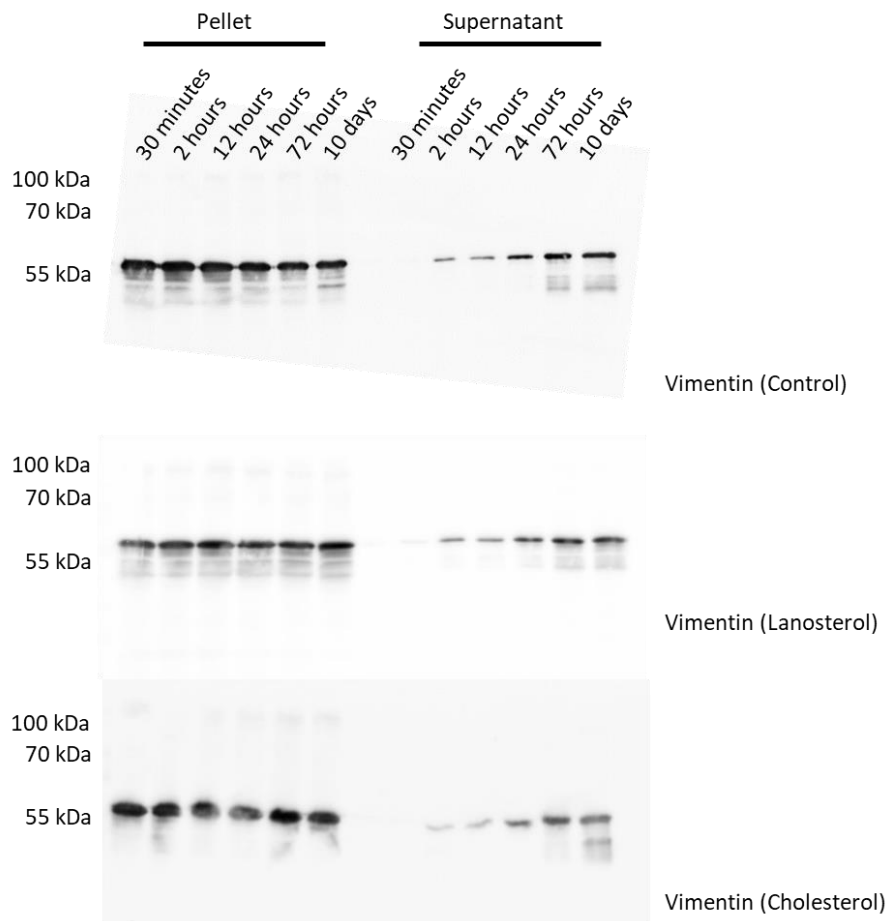 Pellet Supernatant
30 minutes 2 hours 12 hours 24 hours 72 hours 10 days 30 minutes 2 hours 12 hours 24 hours 72 hours 10 days
100 kDa
70 kDa
55 kDa
Vimentin (Control)
100 kDa
70 kDa
55 kDa
Vimentin (Lanosterol)
100 kDa
70 kDa
55 kDa
Vimentin (Cholesterol)